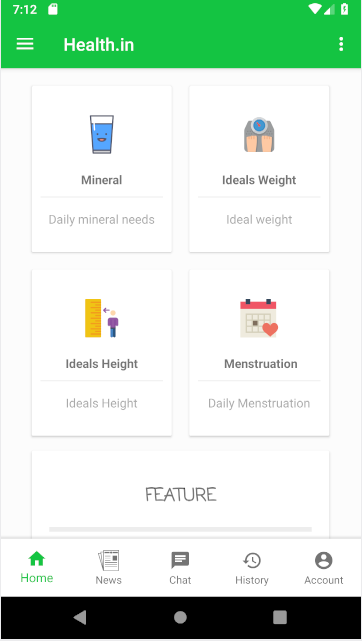 7:12
Health.in
Mineral
Daily mineral needs
Ideals Weight
Ideal weight
Ideals Height
Ideals Height
Menstruation
Daily Menstruation
FEATURE
Home
News
Chat
History
Account